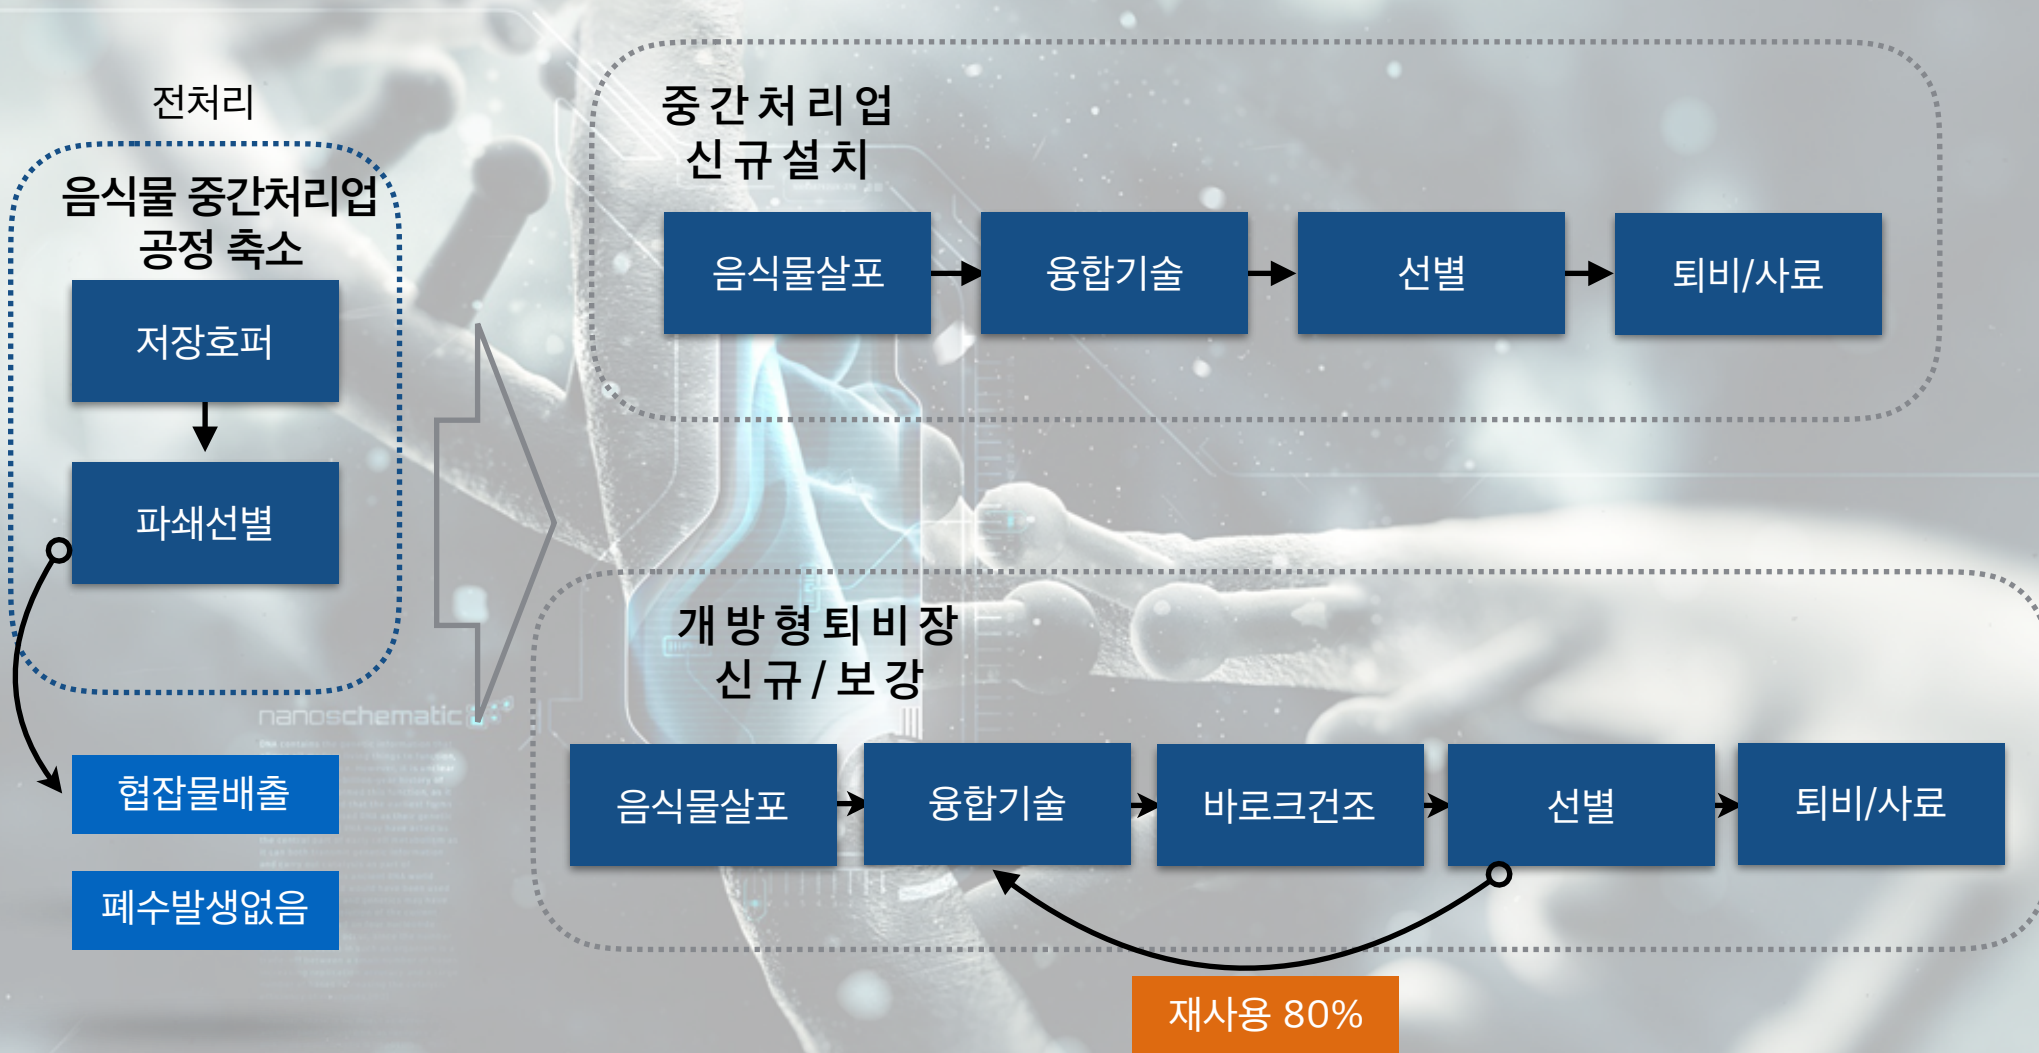 전처리
음식물 중간처리업
공정 축소
저장호퍼
파쇄선별
협잡물배출
폐수발생없음
중간처리업
신규설치
음식물살포
융합기술
선별
퇴비/사료
nanoschematic
개방형퇴비장
신규/보강
음식물살포
융합기술
바로크건조
선별
퇴비/사료
재사용 80%